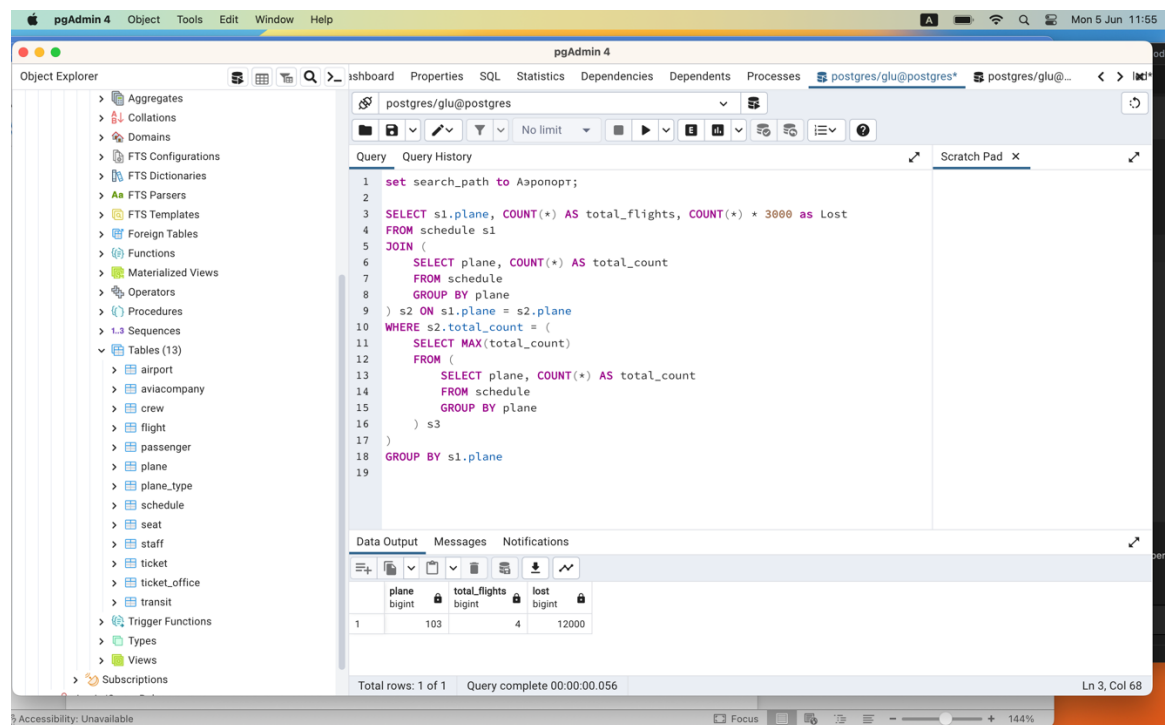 pgAdmin 4 Object Tools Edit Window Help A Mon 5 Jun 11:55
pgAdmin 4
Object Explorer
Aggregates
Collations
Domains
FTS Configurations
FTS Dictionaries
Aa FTS Parsers
FTS Templates
Foreign Tables
Functions
Materialized Views
Operators
Procedures
1..3 Sequences
Tables (13)
airport
aviacompany
crew
flight
passenger
plane
plane_type
schedule
seat
staff
ticket
ticket_office
transit
Trigger Functions
Types
Views
Subscriptions
ashboard Properties SQL Statistics Dependencies Dependents Processes postgres/glu@postgres* postgres/glu@...
postgres/glu@postgres
No limit E
Query Query History Scratch Pad
1 set search_path to Аэропорт;
2
3 SELECT s1.plane, COUNT(*) AS total_flights, COUNT(*) * 3000 as Lost
4 FROM schedule s1
5 JOIN (
6 SELECT plane, COUNT(*) AS total_count
7 FROM schedule
8 GROUP BY plane
9 ) s2 ON s1.plane = s2.plane
10 WHERE s2.total_count = (
11 SELECT MAX(total_count)
12 FROM (
13 SELECT plane, COUNT(*) AS total_count
14 FROM schedule
15 GROUP BY plane
16 ) s3
17 )
18 GROUP BY s1.plane
19
Data Output Messages Notifications
plane total_flights lost
bigint bigint bigint
1 103 4 12000
Total rows: 1 of 1 Query complete 00:00:00.056 Ln 3, Col 68
Accessibility: Unavailable Focus 144%